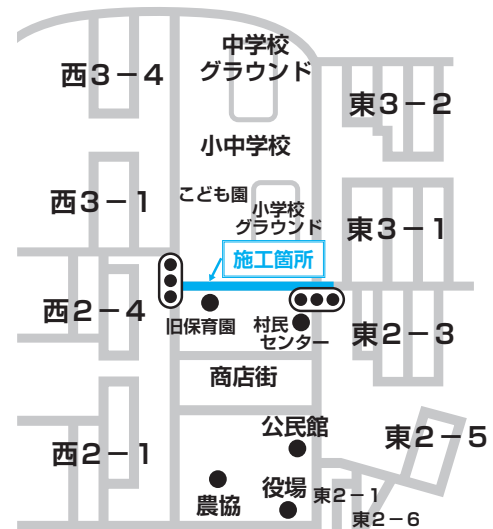 中学校
グラウンド
西3−4
東3−2
小中学校
西3−1
こども園
小学校
グラウンド
東3−1
施工箇所
西2−4
旧保育園
村民
センター
東2−3
商店街
公民館
東2−5
西2−1
農協
役場
東2−1
東2−6